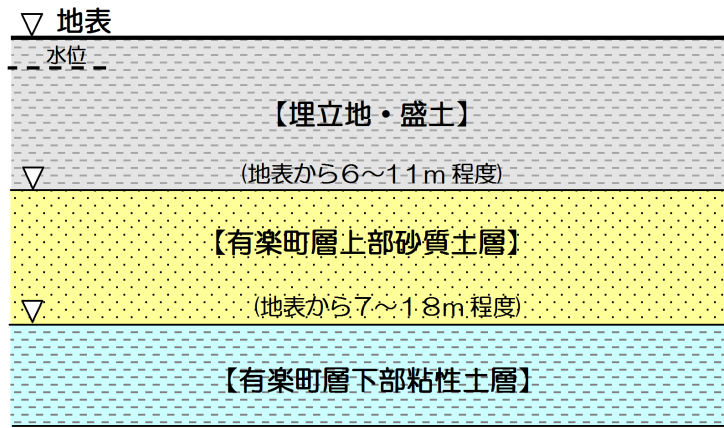 ▽ 地表
水位
【埋立地・盛土】
▽ (地表から6～11m 程度)
【有楽町層上部砂質土層】
▽ (地表から7～18m 程度)
【有楽町層下部粘性土層】